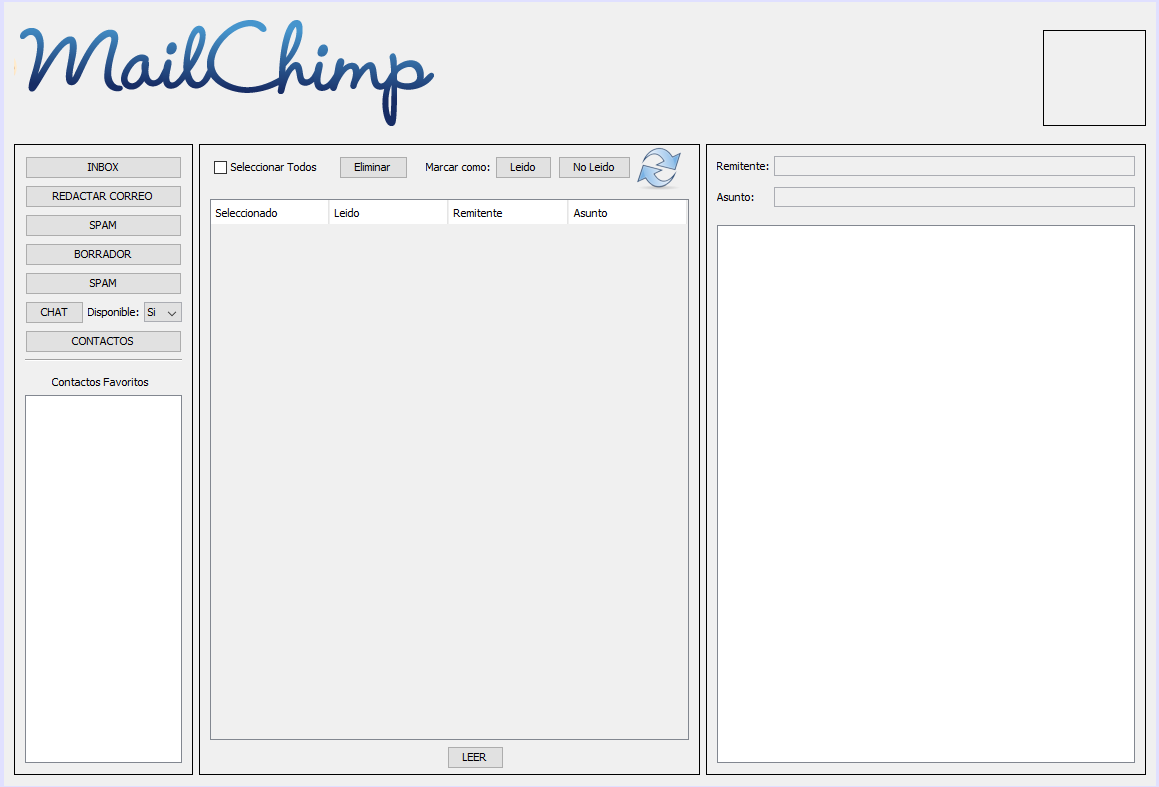 MailChimp
INBOX
REDACTAR CORREO
SPAM
BORRADOR
SPAM
CHAT Disponible: Si
CONTACTOS
Contactos Favoritos
Seleccionar Todos Eliminar Marcar como: Leido No Leido
Seleccionado Leido Remitente Asunto
LEER
Remitente:
Asunto: